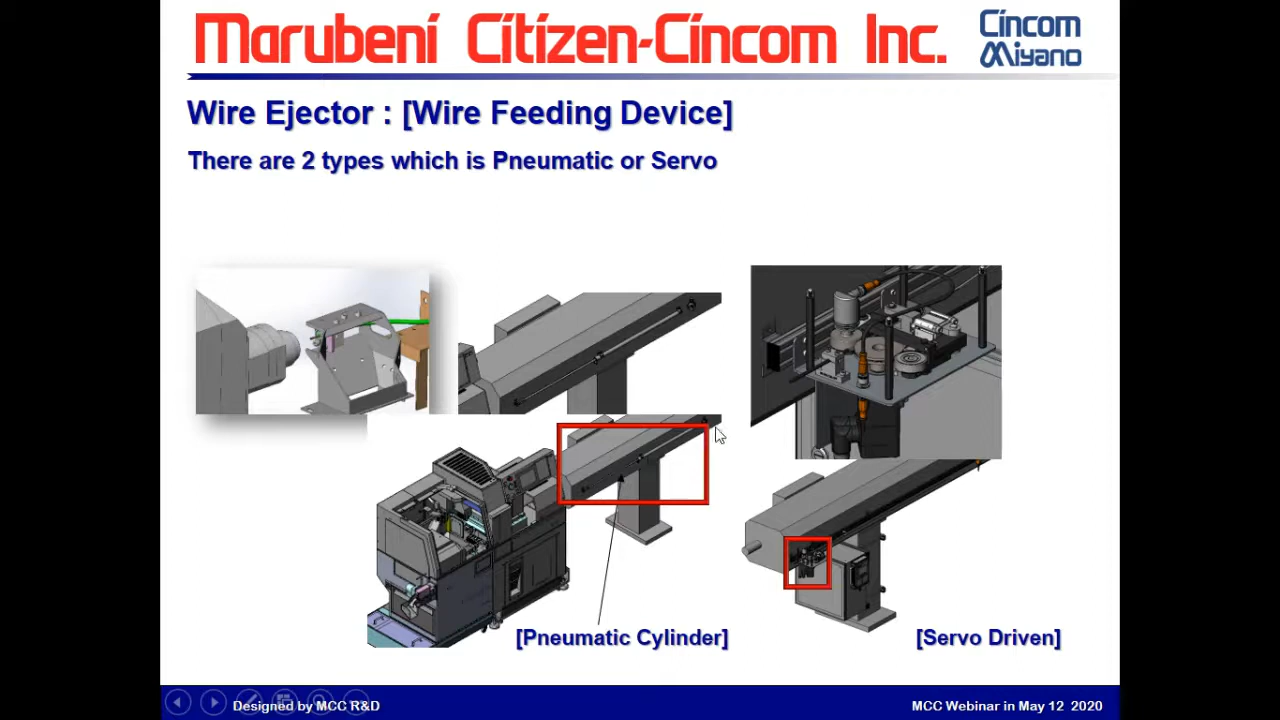 Marubeni Citizen-Cincom Inc.
Cincom
Miyano
Wire Ejector : [Wire Feeding Device]
There are 2 types which is Pneumatic or Servo
[Pneumatic Cylinder]
[Servo Driven]
Designed by MCC R&D
MCC Webinar in May 12 2020